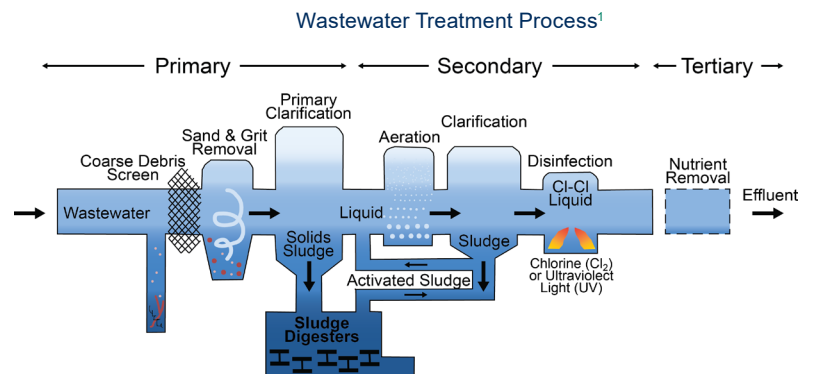 Wastewater Treatment Process¹
Primary
Secondary
Tertiary
Coarse Debris
Screen
Sand & Grit
Removal
Primary
Clarification
Aeration
Clarification
Disinfection
Nutrient
Removal
Wastewater
Liquid
Cl-Cl
Liquid
Effluent
Solids
Sludge
Sludge
Chlorine (Cl₂)
or Ultraviolect
Light (UV)
Activated Sludge
Sludge
Digesters